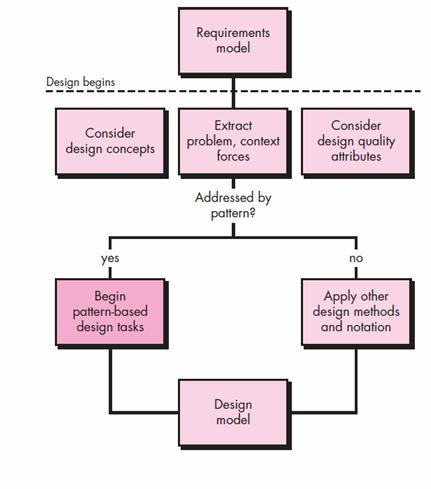 Requirements
model
Design begins
Consider
design concepts
Extract
problem, context
forces
Consider
design quality
attributes
Addressed by
pattern?
yes
no
Begin
pattern-based
design tasks
Apply other
design methods
and notation
Design
model